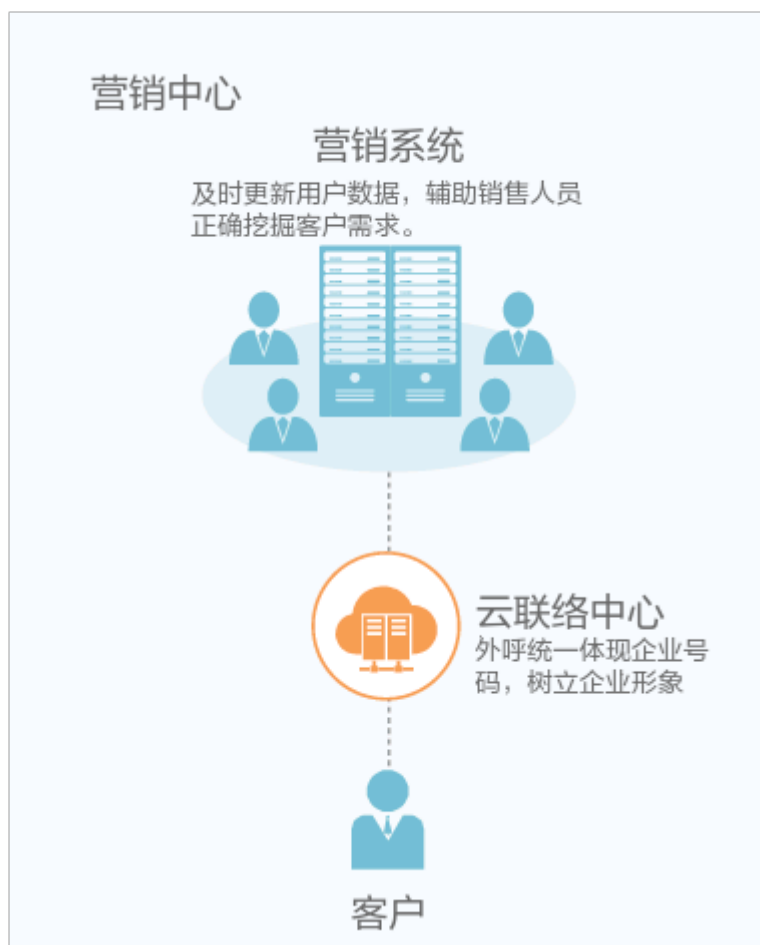 营销中心
营销系统
及时更新用户数据，辅助销售人员
正确挖掘客户需求。
云联络中心
外呼统一体现企业号
码，树立企业形象
客户